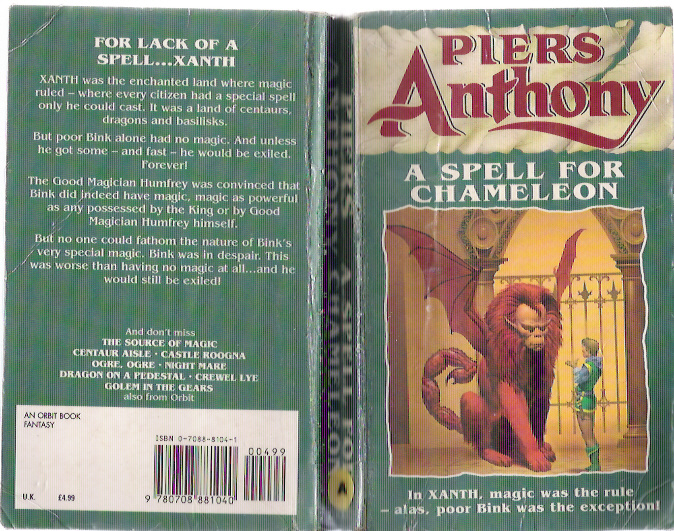 FOR LACK OF A
SPELL...XANTH
XANTH was the enchanted land where magic
ruled – where every citizen had a special spell
only he could cast. It was a land of centaurs,
dragons and basilisks.
But poor Bink alone had no magic. And unless
he got some – and fast – he would be exiled.
Forever!
The Good Magician Humfrey was convinced that
Bink did indeed have magic, magic as powerful
as any possessed by the King or by Good
Magician Humfrey himself.
But no one could fathom the nature of Bink's
very special magic. Bink was in despair. This
was worse than having no magic at all...and he
would still be exiled!
And don't miss
THE SOURCE OF MAGIC
CENTAUR AISLE · CASTLE ROOGNA
OGRE, OGRE · NIGHT MARE
DRAGON ON A PEDESTAL · CREWEL LYE
GOLEM IN THE GEARS
also from Orbit
AN ORBIT BOOK
FANTASY
ISBN 0-7088-8104-1
00499
9 780708 881040
U.K. £4.99
PIERS ANTHONY A SPELL FOR CHAMELEON
PIERS
Anthony
A SPELL FOR
CHAMELEON
In XANTH, magic was the rule
– alas, poor Bink was the exception!